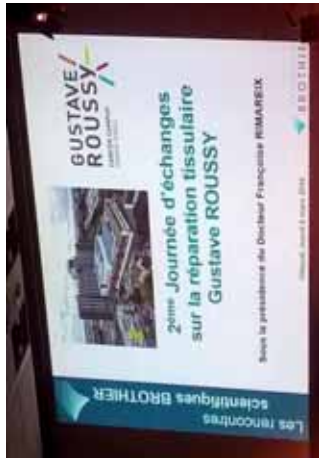 Les rencontres
scientifiques BROTHIER
GUSTAVE
ROUSSY
2ème Journée d'échanges
sur la réparation tissulaire
Gustave ROUSSY
Sous la présidence du Docteur Françoise RIMAREIX
BROTHIER